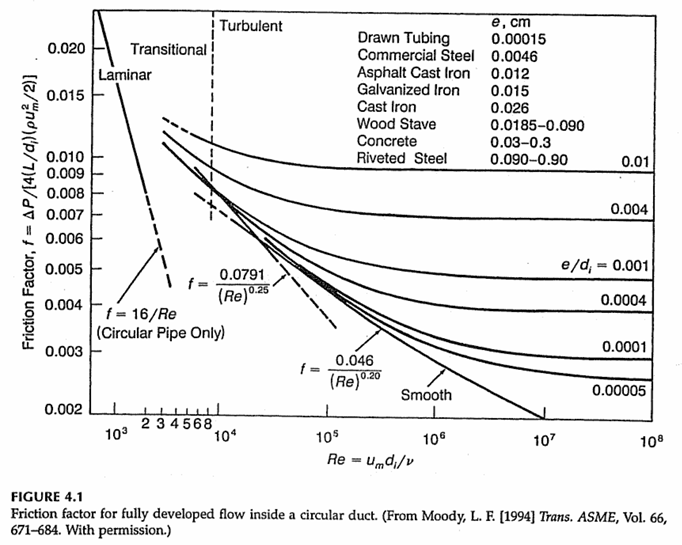 Friction Factor, f = ΔP/[4(L/dᵢ)(ρu²ₘ/2)]
0.020
0.015
0.010
0.009
0.008
0.007
0.006
0.005
0.004
0.003
0.002
Laminar
Transitional
Turbulent
e, cm
Drawn Tubing 0.00015
Commercial Steel 0.0046
Asphalt Cast Iron 0.012
Galvanized Iron 0.015
Cast Iron 0.026
Wood Stave 0.0185–0.090
Concrete 0.03–0.3
Riveted Steel 0.090–0.90
0.01
0.004
e/dᵢ = 0.001
0.0004
0.0001
0.00005
f = 16/Re
(Circular Pipe Only)
f = 0.0791/(Re)^0.25
f = 0.046/(Re)^0.20
Smooth
10³ 2 3 4 5 6 8 10⁴ 10⁵ 10⁶ 10⁷ 10⁸
Re = uₘdᵢ/ν
FIGURE 4.1
Friction factor for fully developed flow inside a circular duct. (From Moody, L. F. [1994] Trans. ASME, Vol. 66,
671–684. With permission.)